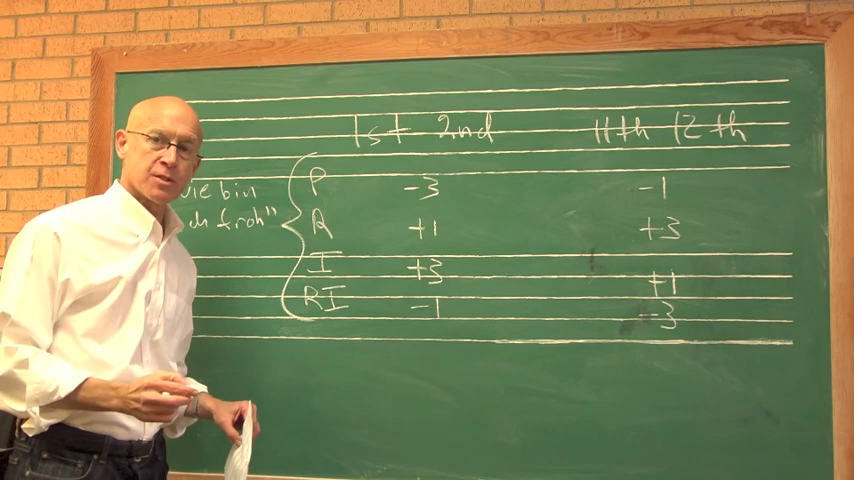 1st 2nd 11th 12th
wie bin P -3 -1
ich froh" R +1 +3
I +3 +1
RI -1 -3